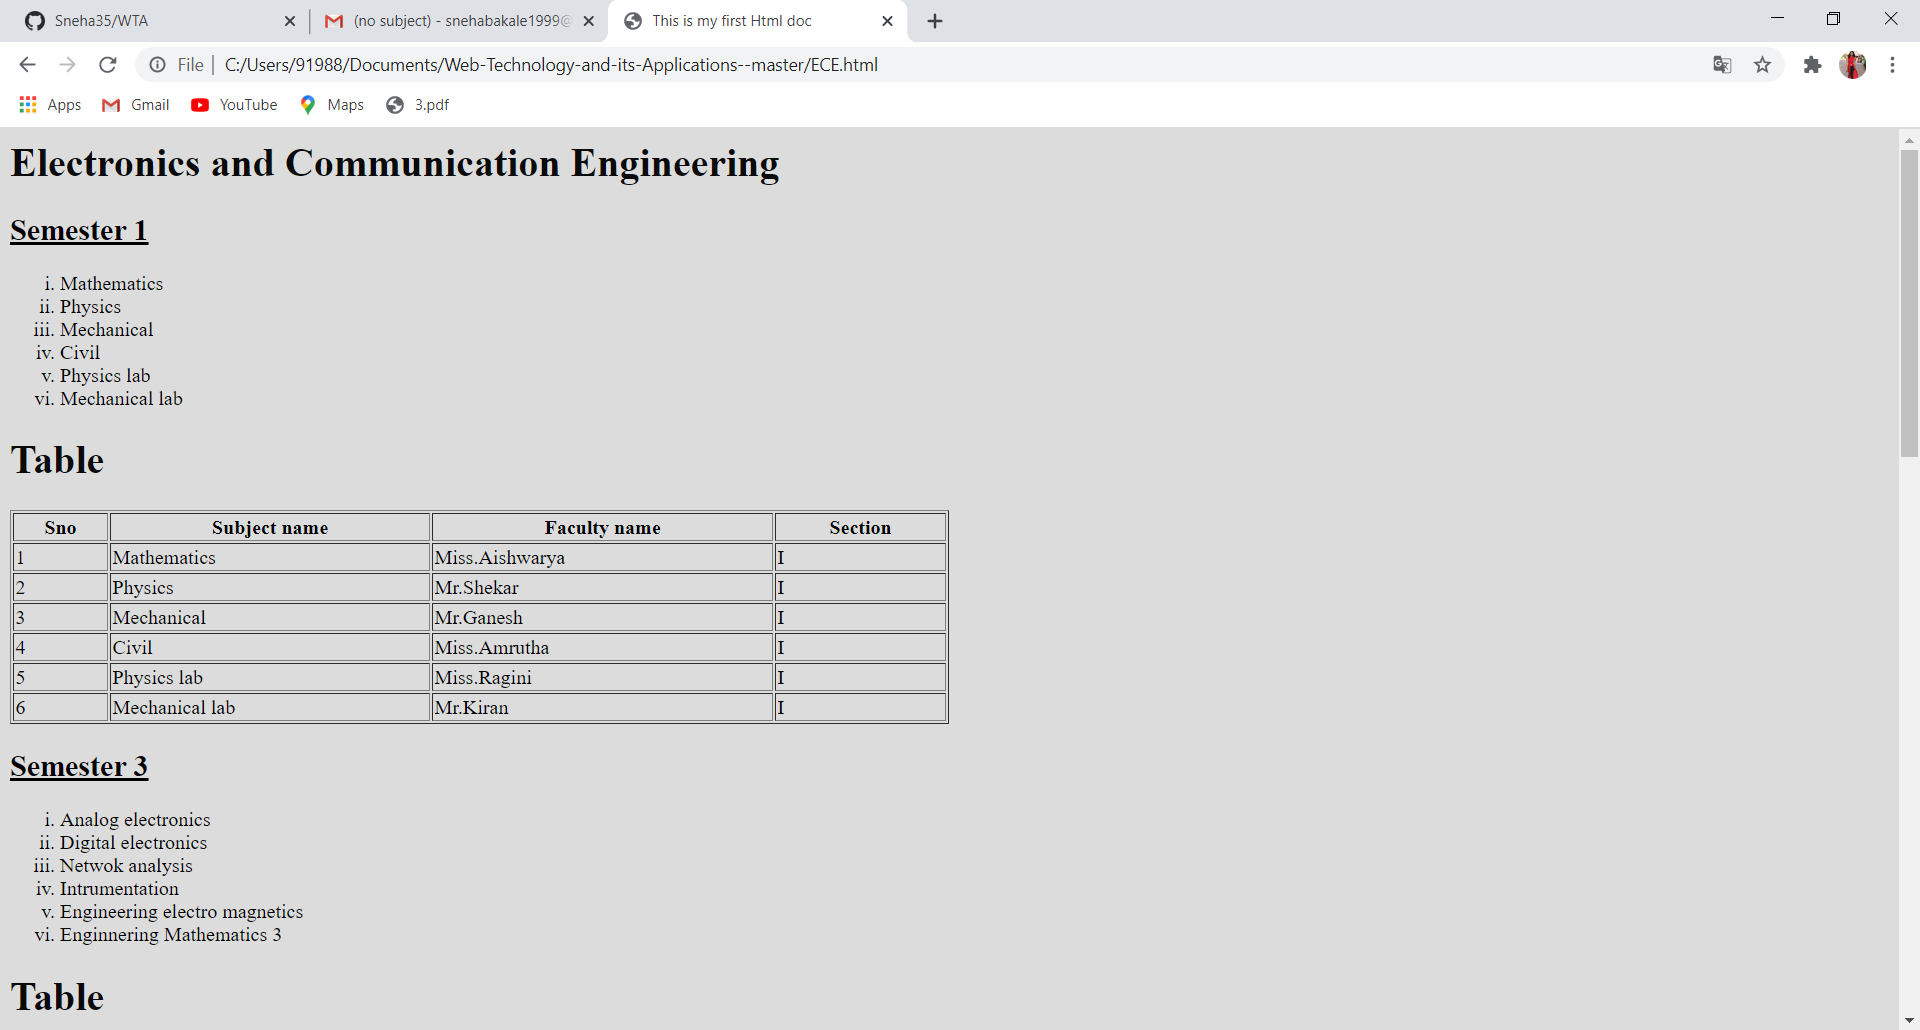 Sneha35/WTA
(no subject) - snehabakale1999@
This is my first Html doc
File
C:/Users/91988/Documents/Web-Technology-and-its-Applications--master/ECE.html
Apps Gmail YouTube Maps 3.pdf
Electronics and Communication Engineering
Semester 1
i. Mathematics
ii. Physics
iii. Mechanical
iv. Civil
v. Physics lab
vi. Mechanical lab
Table
Sno Subject name Faculty name Section
1 Mathematics Miss.Aishwarya I
2 Physics Mr.Shekar I
3 Mechanical Mr.Ganesh I
4 Civil Miss.Amrutha I
5 Physics lab Miss.Ragini I
6 Mechanical lab Mr.Kiran I
Semester 3
i. Analog electronics
ii. Digital electronics
iii. Netwok analysis
iv. Intrumentation
v. Engineering electro magnetics
vi. Enginnering Mathematics 3
Table